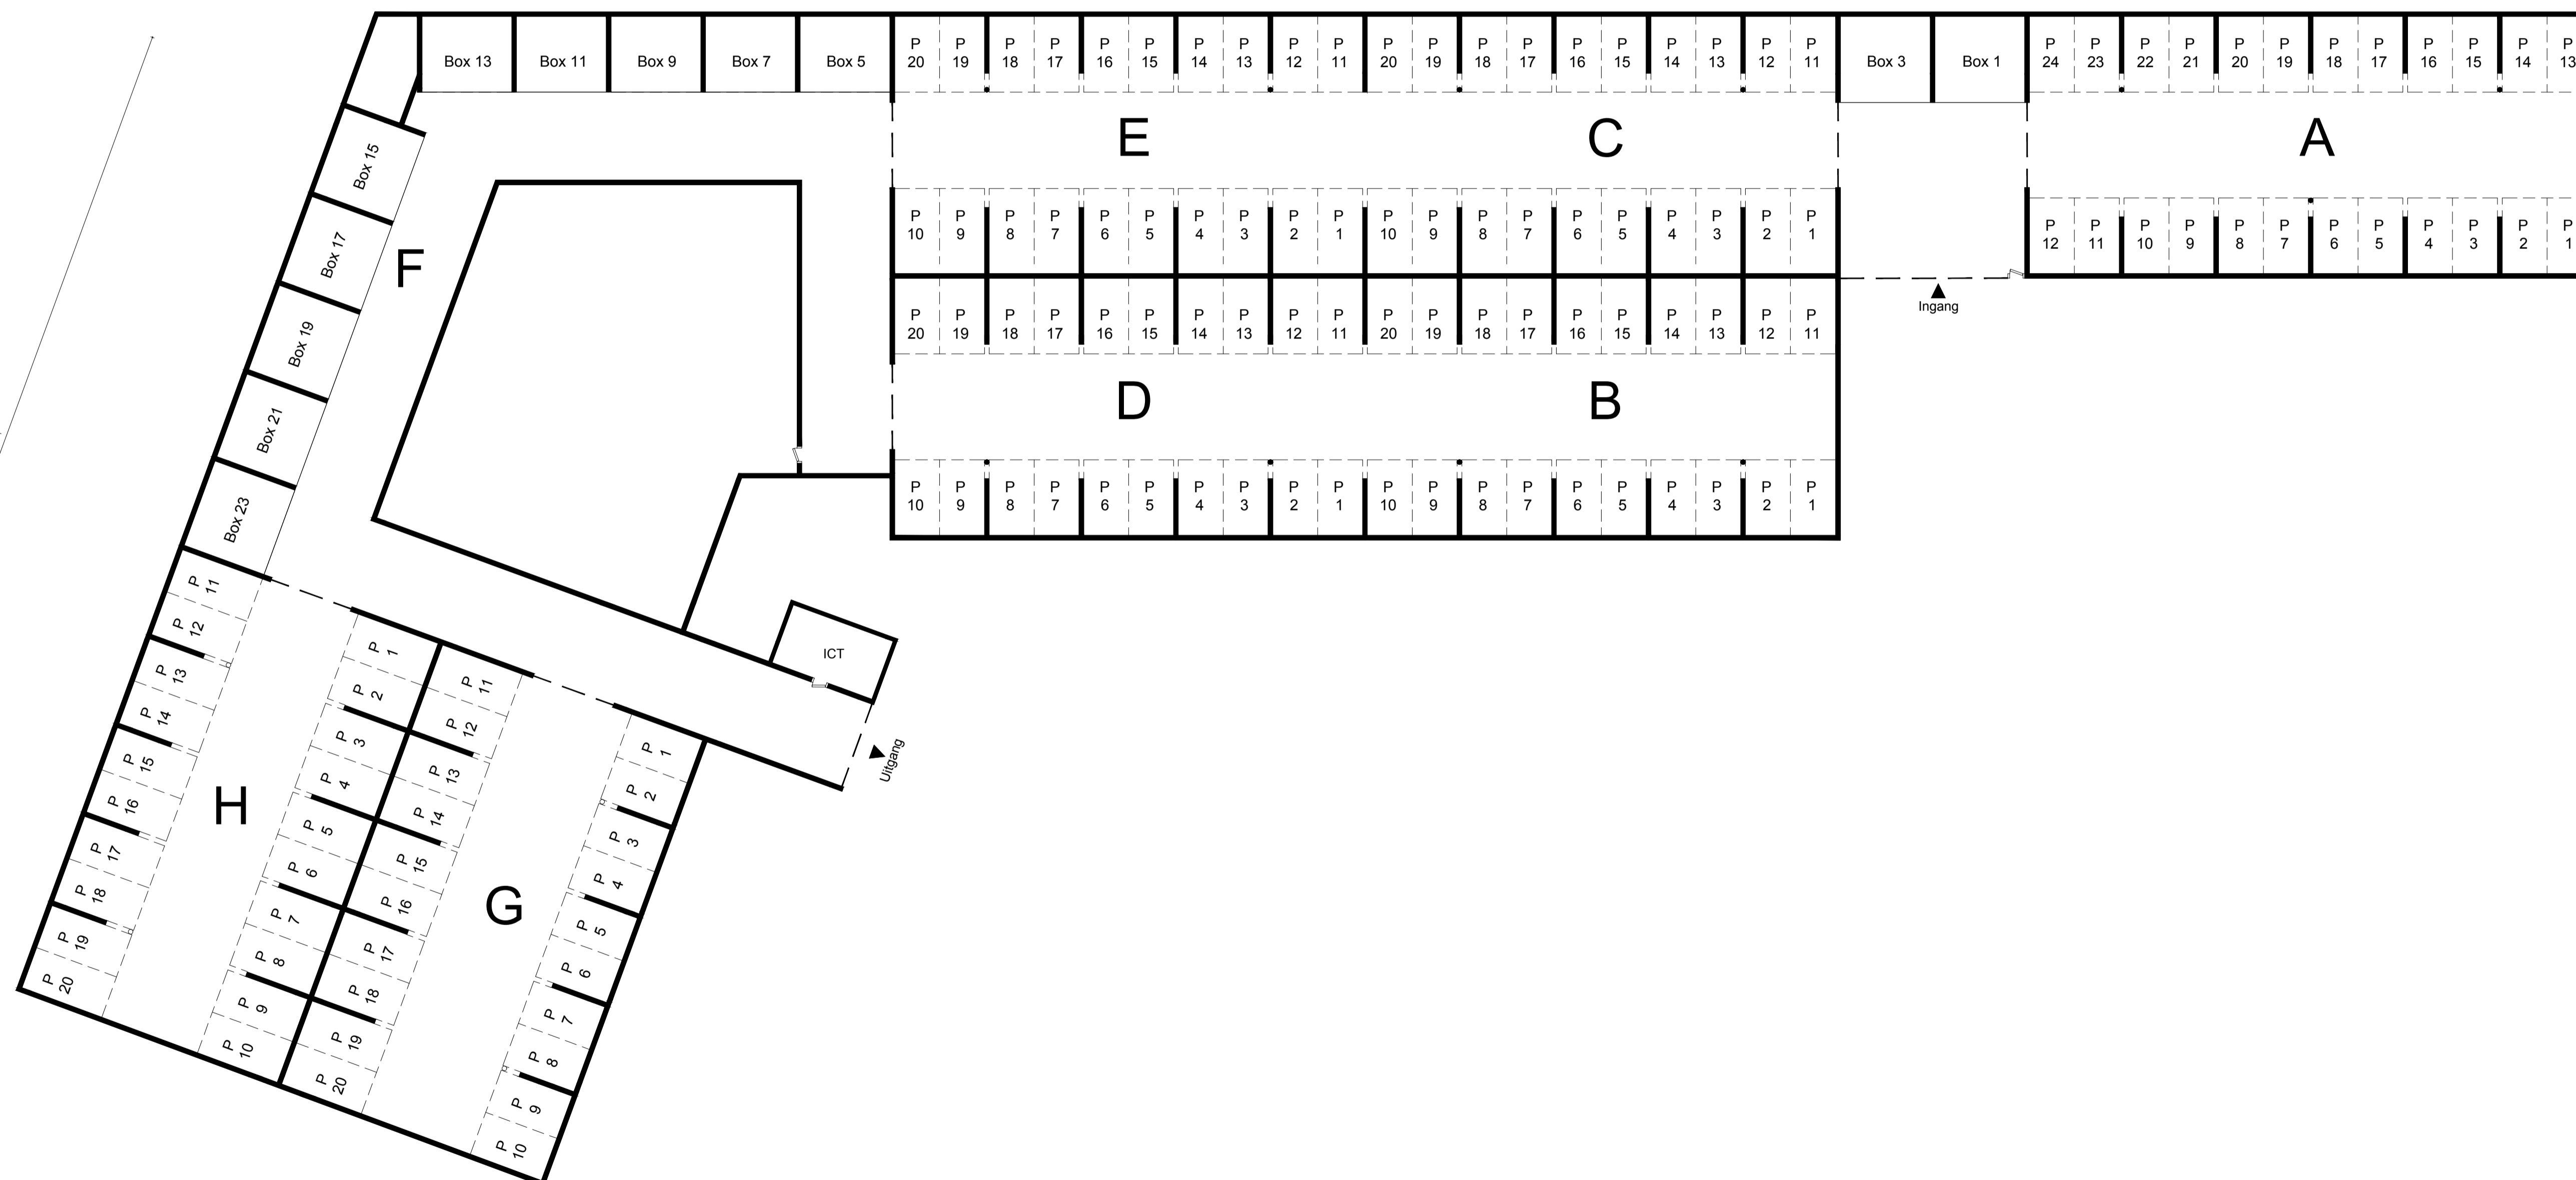 Box 13 Box 11 Box 9 Box 7 Box 5 P 20 P 19 P 18 P 17 P 16 P 15 P 14 P 13 P 12 P 11 P 20 P 19 P 18 P 17 P 16 P 15 P 14 P 13 P 12 P 11 Box 3 Box 1 P 24 P 23 P 22 P 21 P 20 P 19 P 18 P 17 P 16 P 15 P 14 P 13
E C A
P 10 P 9 P 8 P 7 P 6 P 5 P 4 P 3 P 2 P 1 P 10 P 9 P 8 P 7 P 6 P 5 P 4 P 3 P 2 P 1 P 12 P 11 P 10 P 9 P 8 P 7 P 6 P 5 P 4 P 3 P 2 P 1
Ingang
P 20 P 19 P 18 P 17 P 16 P 15 P 14 P 13 P 12 P 11 P 20 P 19 P 18 P 17 P 16 P 15 P 14 P 13 P 12 P 11
D B
P 10 P 9 P 8 P 7 P 6 P 5 P 4 P 3 P 2 P 1 P 10 P 9 P 8 P 7 P 6 P 5 P 4 P 3 P 2 P 1
Box 15
Box 17
F
Box 19
Box 21
Box 23
ICT
Uitgang
P 11 P 12 P 13 P 14 P 15 P 16 P 17 P 18 P 19 P 20
H
P 1 P 2 P 3 P 4 P 5 P 6 P 7 P 8 P 9 P 10
P 11 P 12 P 13 P 14 P 15 P 16 P 17 P 18 P 19 P 20
G
P 1 P 2 P 3 P 4 P 5 P 6 P 7 P 8 P 9 P 10